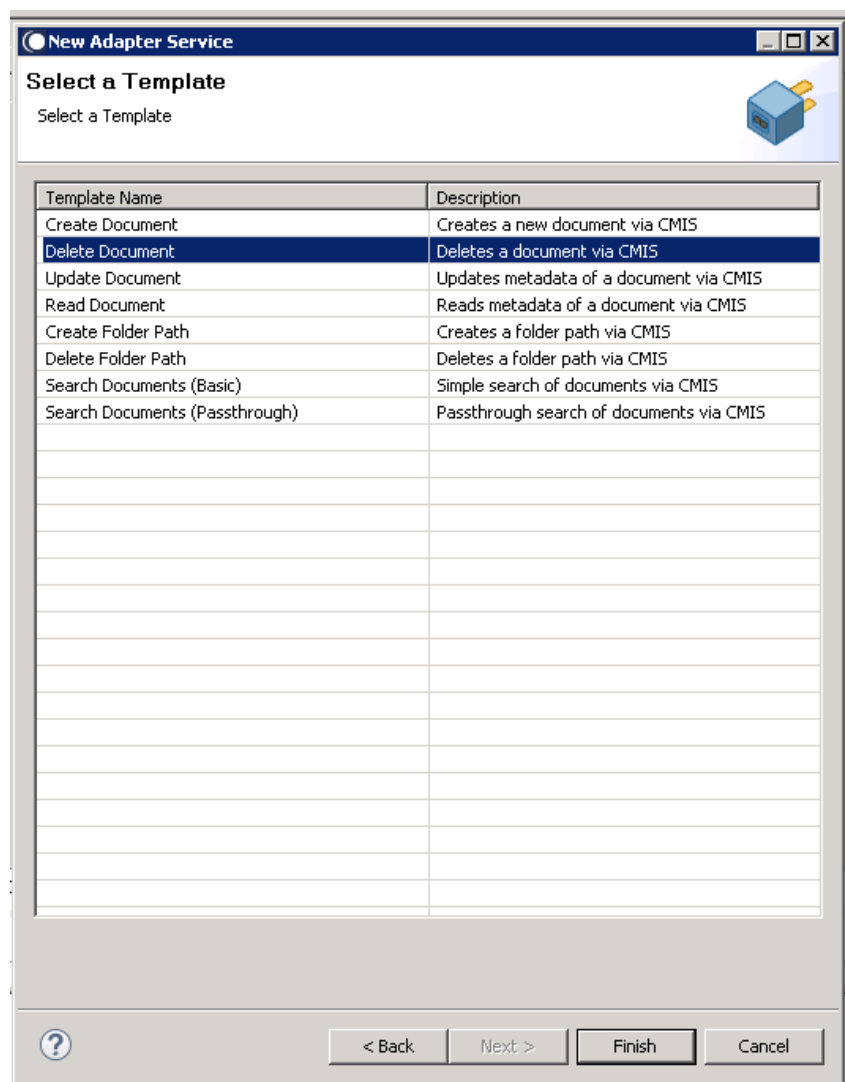 New Adapter Service
Select a Template
Select a Template
Template Name Description
Create Document Creates a new document via CMIS
Delete Document Deletes a document via CMIS
Update Document Updates metadata of a document via CMIS
Read Document Reads metadata of a document via CMIS
Create Folder Path Creates a folder path via CMIS
Delete Folder Path Deletes a folder path via CMIS
Search Documents (Basic) Simple search of documents via CMIS
Search Documents (Passthrough) Passthrough search of documents via CMIS
? < Back Next > Finish Cancel